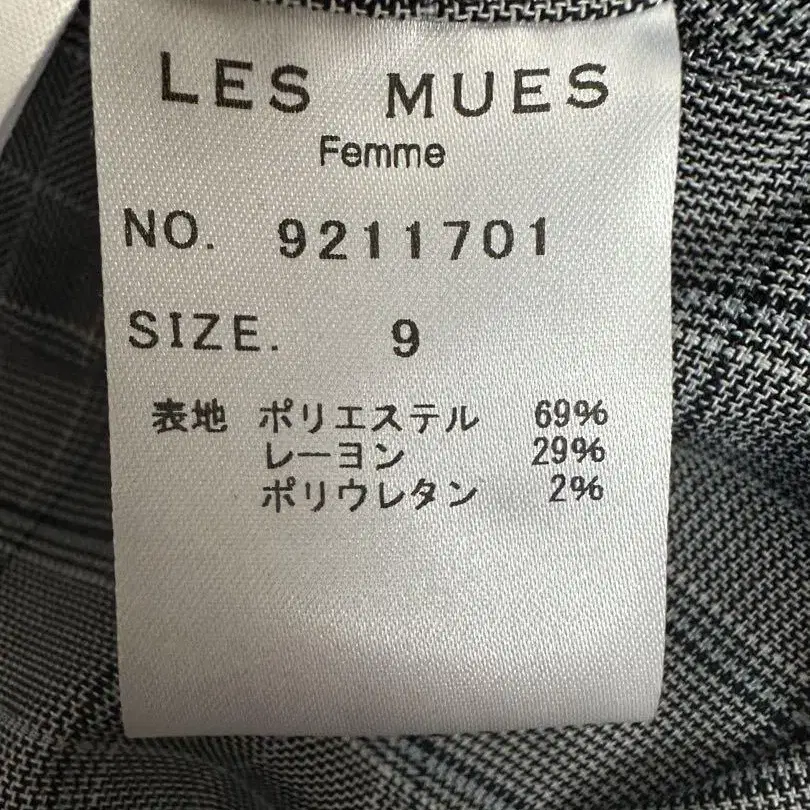 LES MUES
Femme
NO. 9211701
SIZE. 9
表地 ポリエステル 69%
レーヨン 29%
ポリウレタン 2%